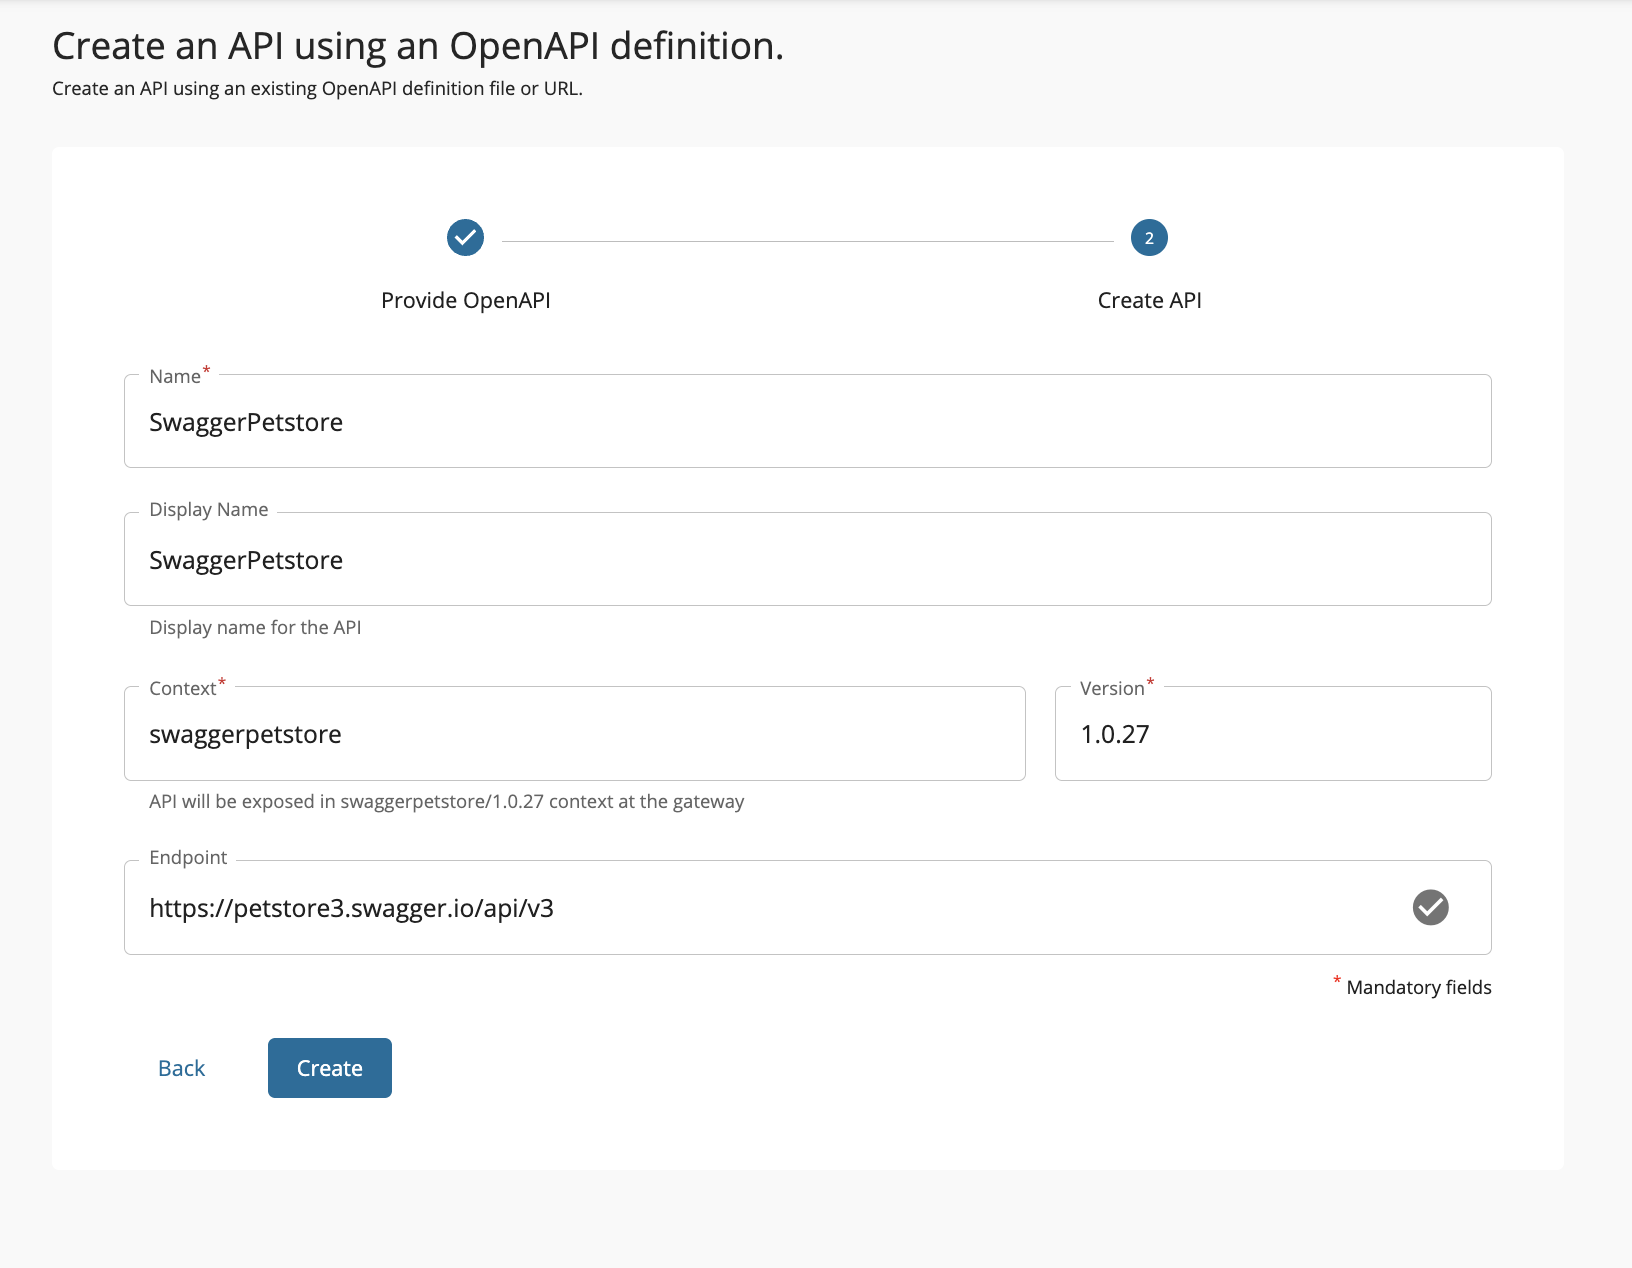 Create an API using an OpenAPI definition.
Create an API using an existing OpenAPI definition file or URL.
2
Provide OpenAPI
Create API
Name*
SwaggerPetstore
Display Name
SwaggerPetstore
Display name for the API
Context*
swaggerpetstore
Version*
1.0.27
API will be exposed in swaggerpetstore/1.0.27 context at the gateway
Endpoint
https://petstore3.swagger.io/api/v3
* Mandatory fields
Back
Create